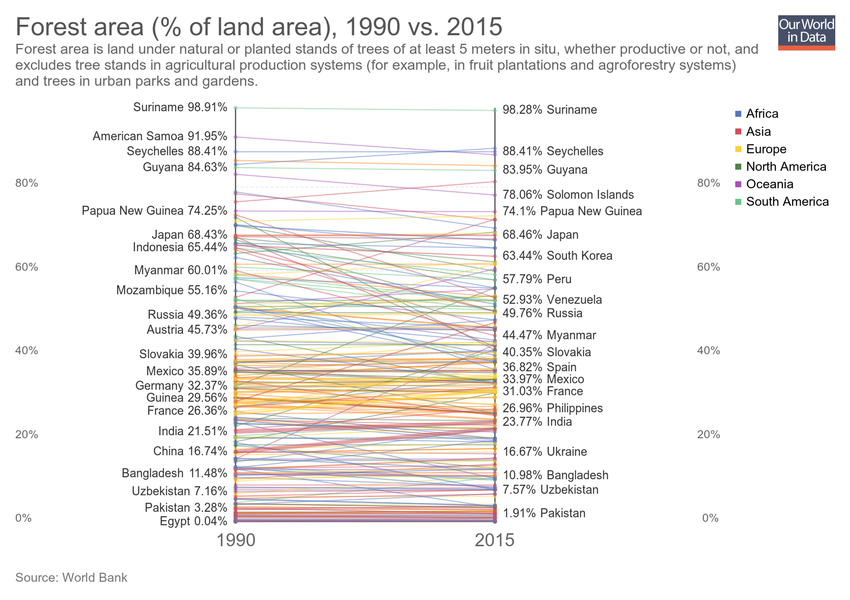 Forest area (% of land area), 1990 vs. 2015
Our World
in Data
Forest area is land under natural or planted stands of trees of at least 5 meters in situ, whether productive or not, and
excludes tree stands in agricultural production systems (for example, in fruit plantations and agroforestry systems)
and trees in urban parks and gardens.
Suriname 98.91%
American Samoa 91.95%
Seychelles 88.41%
Guyana 84.63%
80%
Papua New Guinea 74.25%
Japan 68.43%
Indonesia 65.44%
60%
Myanmar 60.01%
Mozambique 55.16%
Russia 49.36%
Austria 45.73%
40%
Slovakia 39.96%
Mexico 35.89%
Germany 32.37%
Guinea 29.56%
France 26.36%
India 21.51%
20%
China 16.74%
Bangladesh 11.48%
Uzbekistan 7.16%
Pakistan 3.28%
0%
Egypt 0.04%
98.28% Suriname
88.41% Seychelles
83.95% Guyana
80%
78.06% Solomon Islands
74.1% Papua New Guinea
68.46% Japan
63.44% South Korea
60%
57.79% Peru
52.93% Venezuela
49.76% Russia
44.47% Myanmar
40.35% Slovakia
40%
36.82% Spain
33.97% Mexico
31.03% France
26.96% Philippines
23.77% India
20%
16.67% Ukraine
10.98% Bangladesh
7.57% Uzbekistan
1.91% Pakistan
0%
Africa
Asia
Europe
North America
Oceania
South America
1990
2015
Source: World Bank